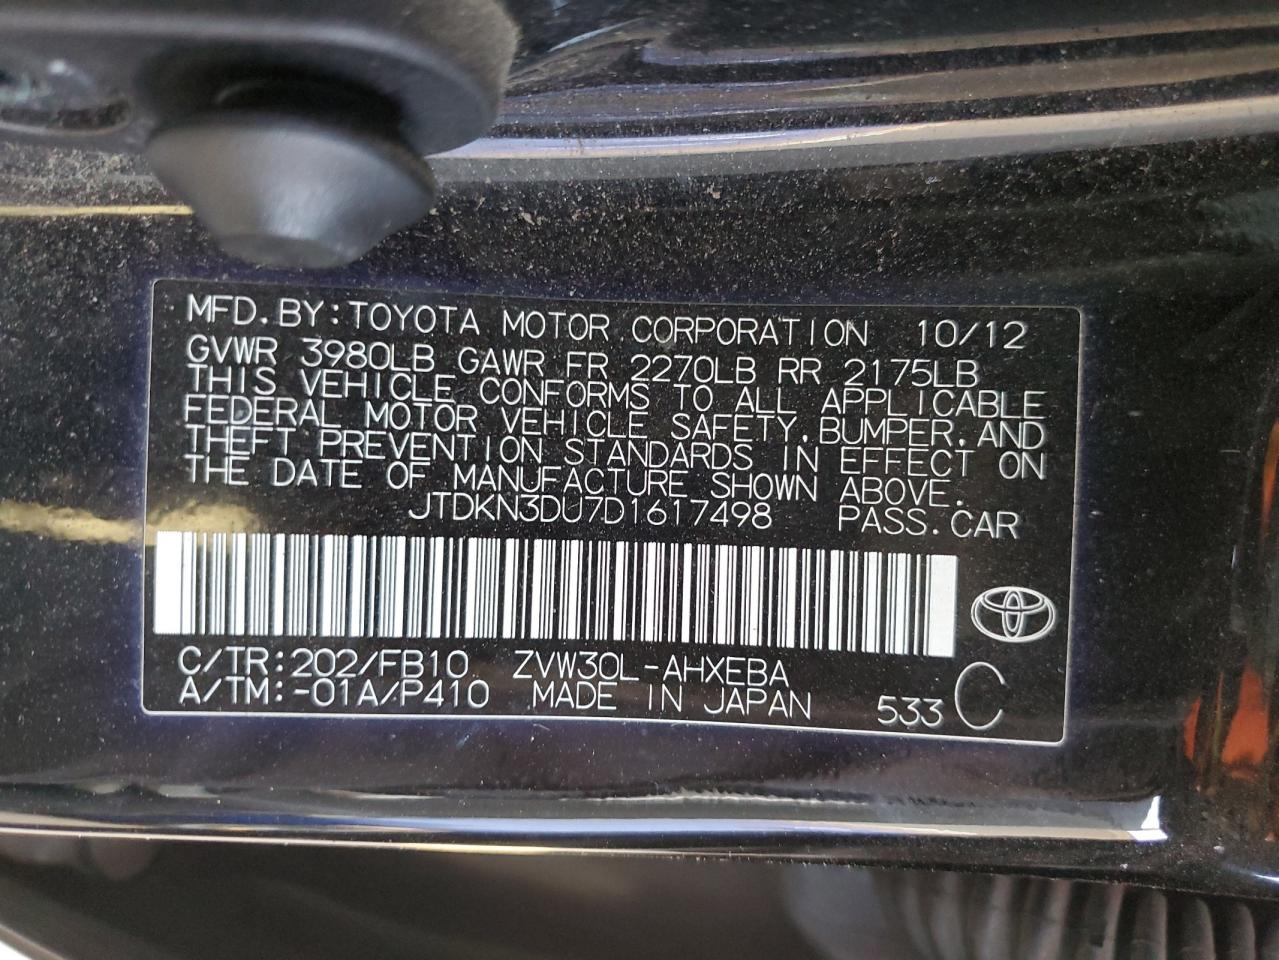 MFD.BY:TOYOTA MOTOR CORPORATION 10/12
GVWR 3980LB GAWR FR 2270LB RR 2175LB
THIS VEHICLE CONFORMS TO ALL APPLICABLE
FEDERAL MOTOR VEHICLE SAFETY,BUMPER,AND
THEFT PREVENTION STANDARDS IN EFFECT ON
THE DATE OF MANUFACTURE SHOWN ABOVE.
JTDKN3DU7D1617498 PASS.CAR
C/TR:202/FB10 ZVW30L-AHXEBA
A/TM:-01A/P410 MADE IN JAPAN 533 C